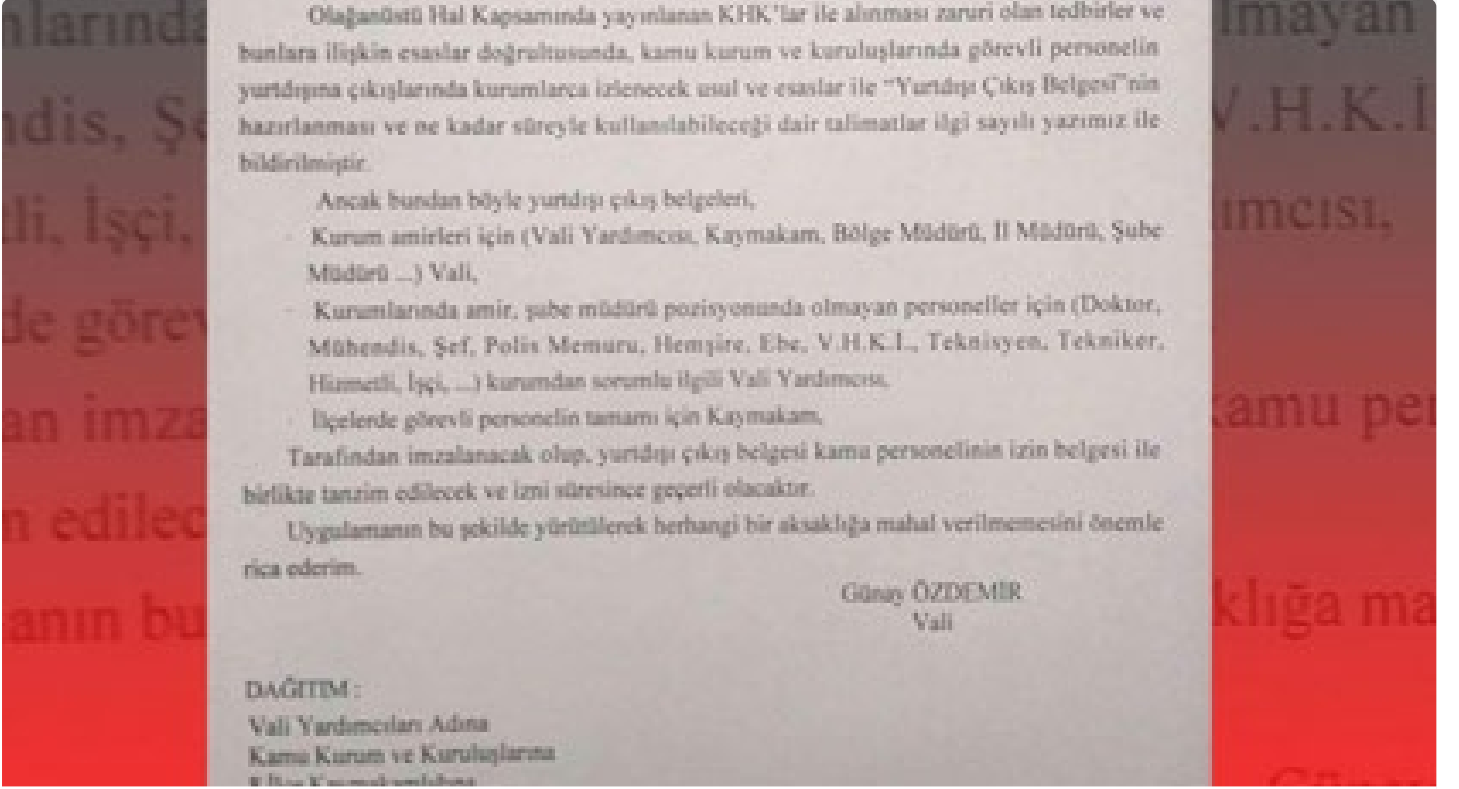 Olağanüstü Hal Kapsamında yayınlanan KHK'lar ile alınması zaruri olan tedbirler ve
bunlara ilişkin esaslar doğrultusunda, kamu kurum ve kuruluşlarında görevli personelin
yurtdışına çıkışlarında kurumlarca izlenecek usul ve esaslar ile "Yurtdışı Çıkış Belgesi"nin
hazırlanması ve ne kadar süreyle kullanılabileceği dair talimatlar ilgi sayılı yazımız ile
bildirilmiştir.
Ancak bundan böyle yurtdışı çıkış belgeleri,
- Kurum amirleri için (Vali Yardımcısı, Kaymakam, Bölge Müdürü, İl Müdürü, Şube
Müdürü ...) Vali,
- Kurumlarında amir, şube müdürü pozisyonunda olmayan personeller için (Doktor,
Mühendis, Şef, Polis Memuru, Hemşire, Ebe, V.H.K.İ., Teknisyen, Tekniker,
Hizmetli, İşçi, ...) kurumdan sorumlu ilgili Vali Yardımcısı,
- İlçelerde görevli personelin tamamı için Kaymakam,
Tarafından imzalanacak olup, yurtdışı çıkış belgesi kamu personelinin izin belgesi ile
birlikte tanzim edilecek ve izni süresince geçerli olacaktır.
Uygulamanın bu şekilde yürütülerek herhangi bir aksaklığa mahal verilmemesini önemle
rica ederim.
Günay ÖZDEMİR
Vali
DAĞITIM :
Vali Yardımcıları Adına
Kamu Kurum ve Kuruluşlarına